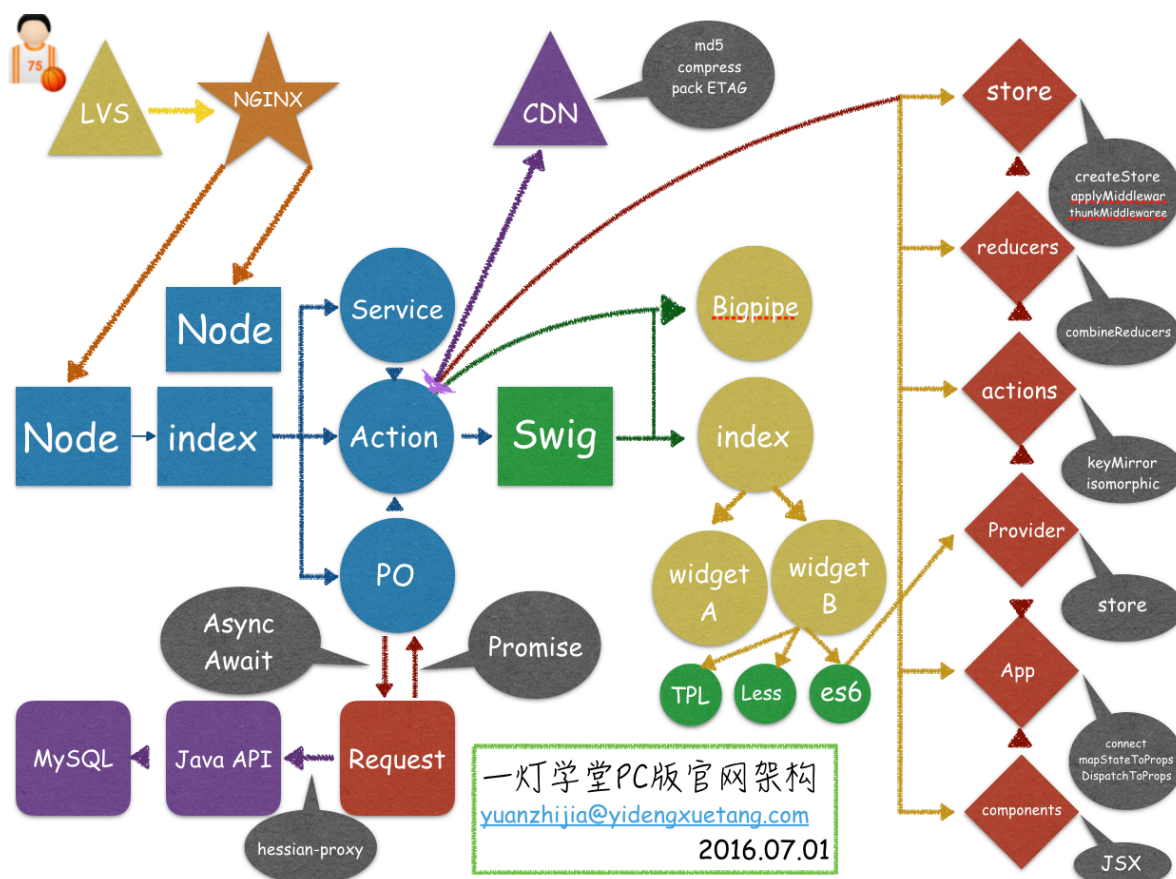 75
LVS
NGINX
CDN
md5
compress
pack ETAG
store
createStore
applyMiddlewar
thunkMiddlewaree
reducers
combineReducers
Service
Bigpipe
Node
Node
index
Action
Swig
index
actions
keyMirror
isomorphic
Provider
store
PO
widget
A
widget
B
Async
Await
Promise
TPL
Less
es6
App
connect
mapStateToProps
DispatchToProps
MySQL
Java API
Request
hessian-proxy
一灯学堂PC版官网架构
yuanzhijia@yidengxuetang.com
2016.07.01
components
JSX